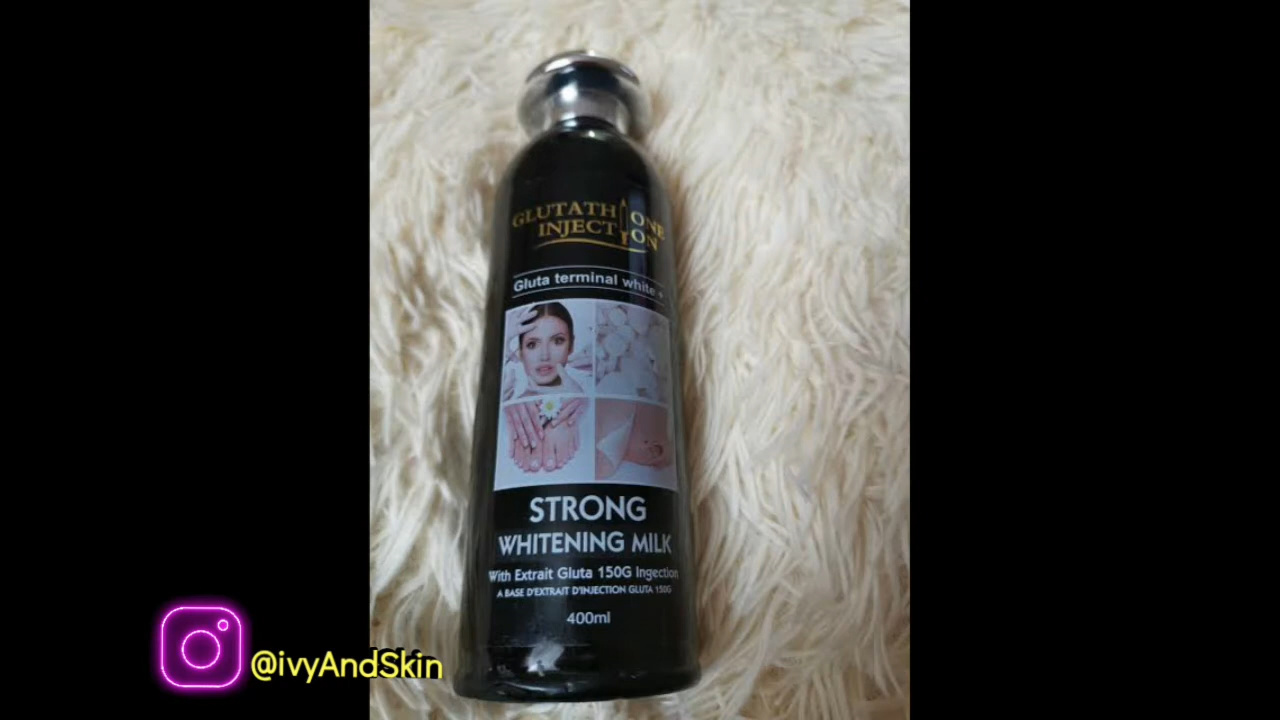 GLUTATHIONE
INJECTION
Gluta terminal white +
STRONG
WHITENING MILK
With Extrait Gluta 150G Ingection
A BASE D'EXTRAIT D'INJECTION GLUTA 150G
400ml
@ivyAndSkin